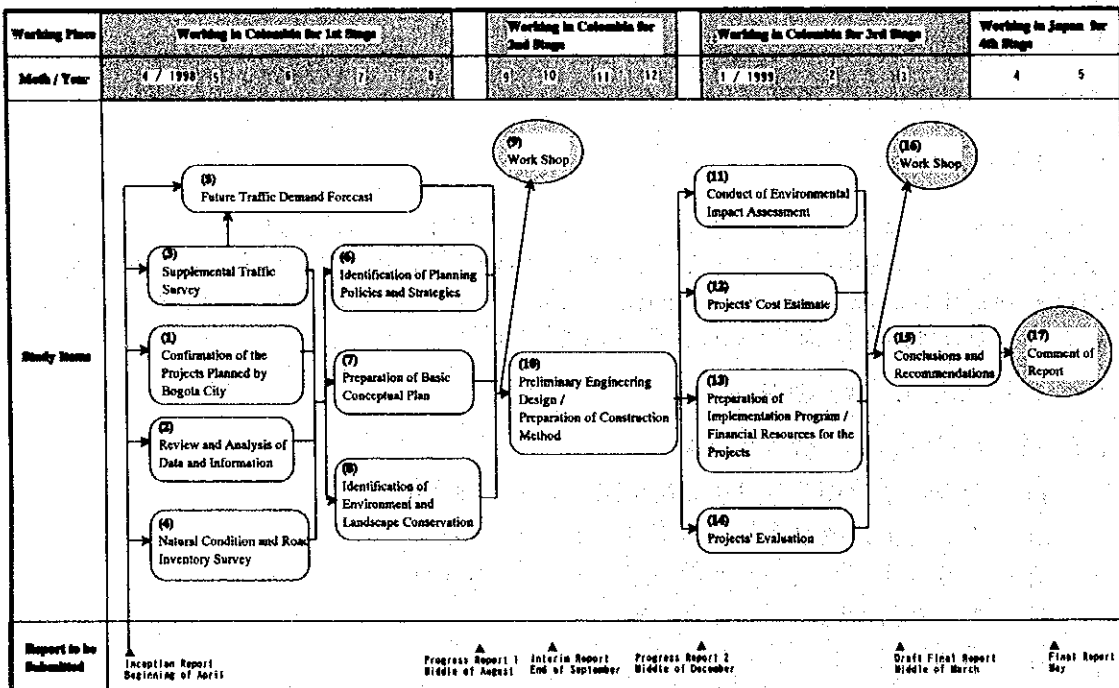 Working Place
Working in Colombia for 1st Stage
Working in Colombia for
2nd Stage
Working in Colombia for 3rd Stage
Working in Japan for
4th Stage
Moth / Year
4 / 1998 5 6 7 8 9 10 11 12 1 / 1999 2 3 4 5
Study Items
(5)
Future Traffic Demand Forecast
(3)
Supplemental Traffic
Survey
(1)
Confirmation of the
Projects Planned by
Bogota City
(2)
Review and Analysis of
Data and Information
(4)
Natural Condition and Road
Inventory Survey
(6)
Identification of Planning
Policies and Strategies
(7)
Preparation of Basic
Conceptual Plan
(8)
Identification of
Environment and
Landscape Conservation
(9)
Work Shop
(10)
Preliminary Engineering
Design /
Preparation of Construction
Method
(11)
Conduct of Environmental
Impact Assessment
(12)
Projects' Cost Estimate
(13)
Preparation of
Implementation Program /
Financial Resources for the
Projects
(14)
Projects' Evaluation
(16)
Work Shop
(15)
Conclusions and
Recommendations
(17)
Comment of
Report
Report to be
Submitted
Inception Report
Beginning of April
Progress Report 1
Middle of August
Interim Report
End of September
Progress Report 2
Middle of December
Draft Final Report
Middle of March
Final Report
May